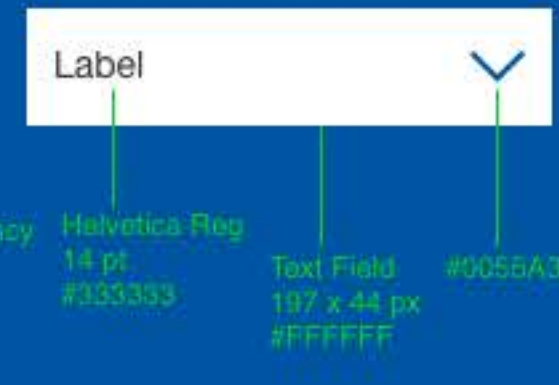 Label
Helvetica Reg
14 pt
#333333
Text Field
197 x 44 px
#FFFFFF
#0055A3